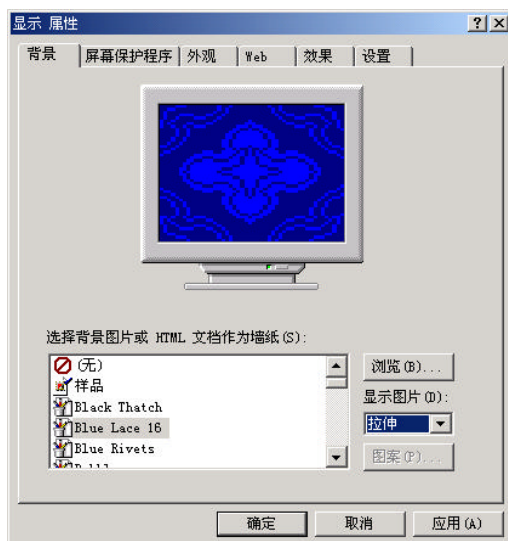 显示 属性
背景 屏幕保护程序 外观 Web 效果 设置
选择背景图片或 HTML 文档作为墙纸(S):
(无)
样品
Black Thatch
Blue Lace 16
Blue Rivets
浏览(B)...
显示图片(D):
拉伸
图案(P)...
确定 取消 应用(A)